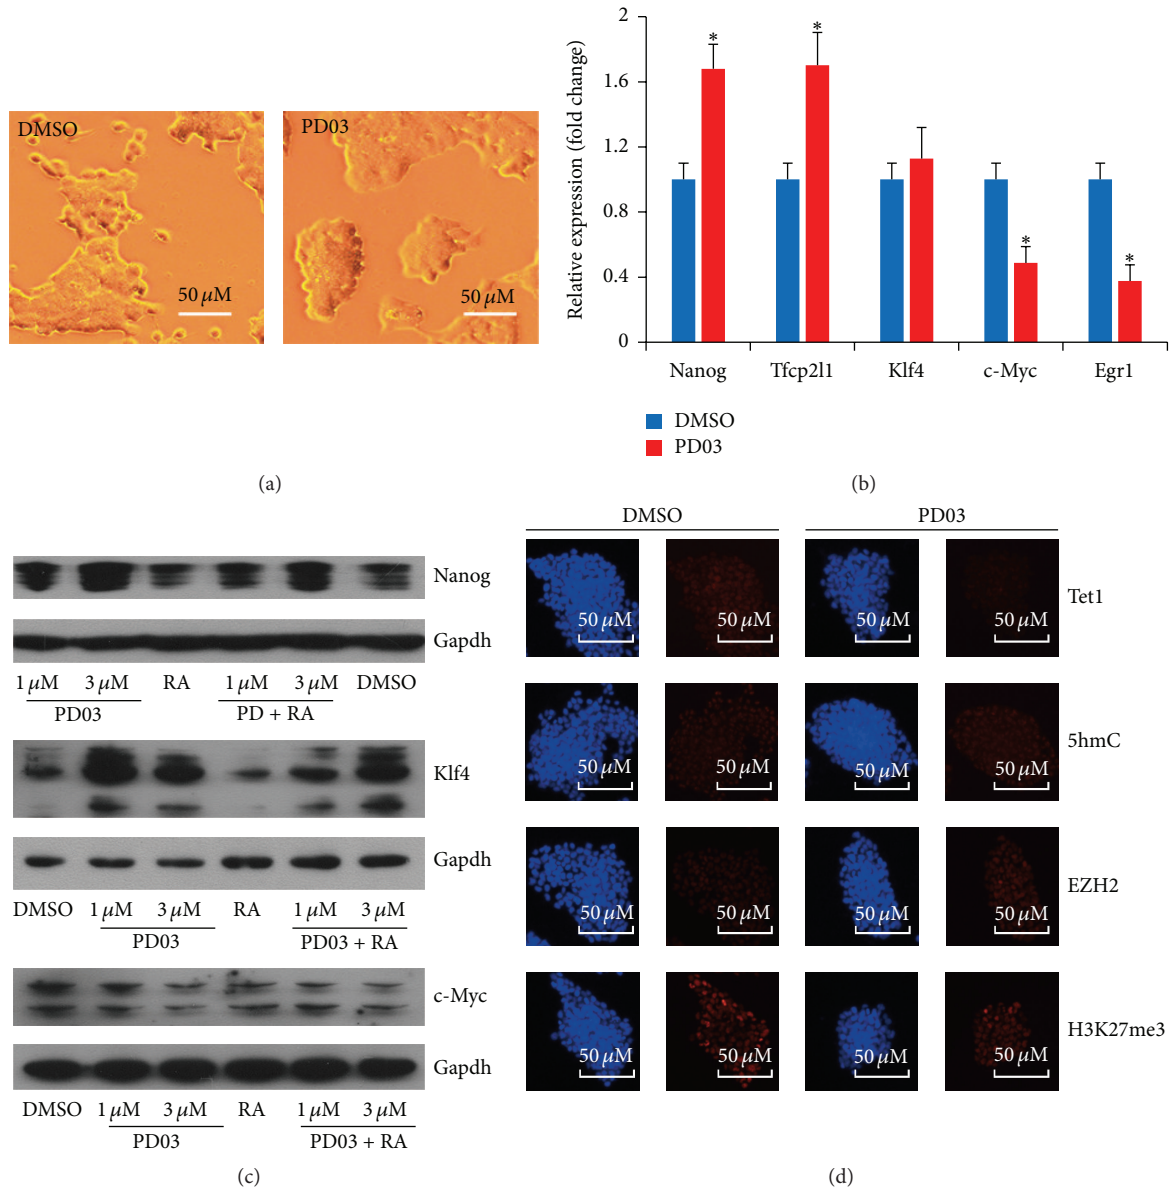 DMSO
PD03
50 μM
50 μM
(a)
Relative expression (fold change)
2
1.6
1.2
0.8
0.4
0
*
*
*
*
Nanog Tfcp2l1 Klf4 c-Myc Egr1
DMSO
PD03
(b)
Nanog
Gapdh
1 μM 3 μM RA 1 μM 3 μM DMSO
PD03 PD + RA
Klf4
Gapdh
DMSO 1 μM 3 μM RA 1 μM 3 μM
PD03 PD03 + RA
c-Myc
Gapdh
DMSO 1 μM 3 μM RA 1 μM 3 μM
PD03 PD03 + RA
(c)
DMSO PD03
50 μM 50 μM 50 μM 50 μM Tet1
50 μM 50 μM 50 μM 50 μM 5hmC
50 μM 50 μM 50 μM 50 μM EZH2
50 μM 50 μM 50 μM 50 μM H3K27me3
(d)